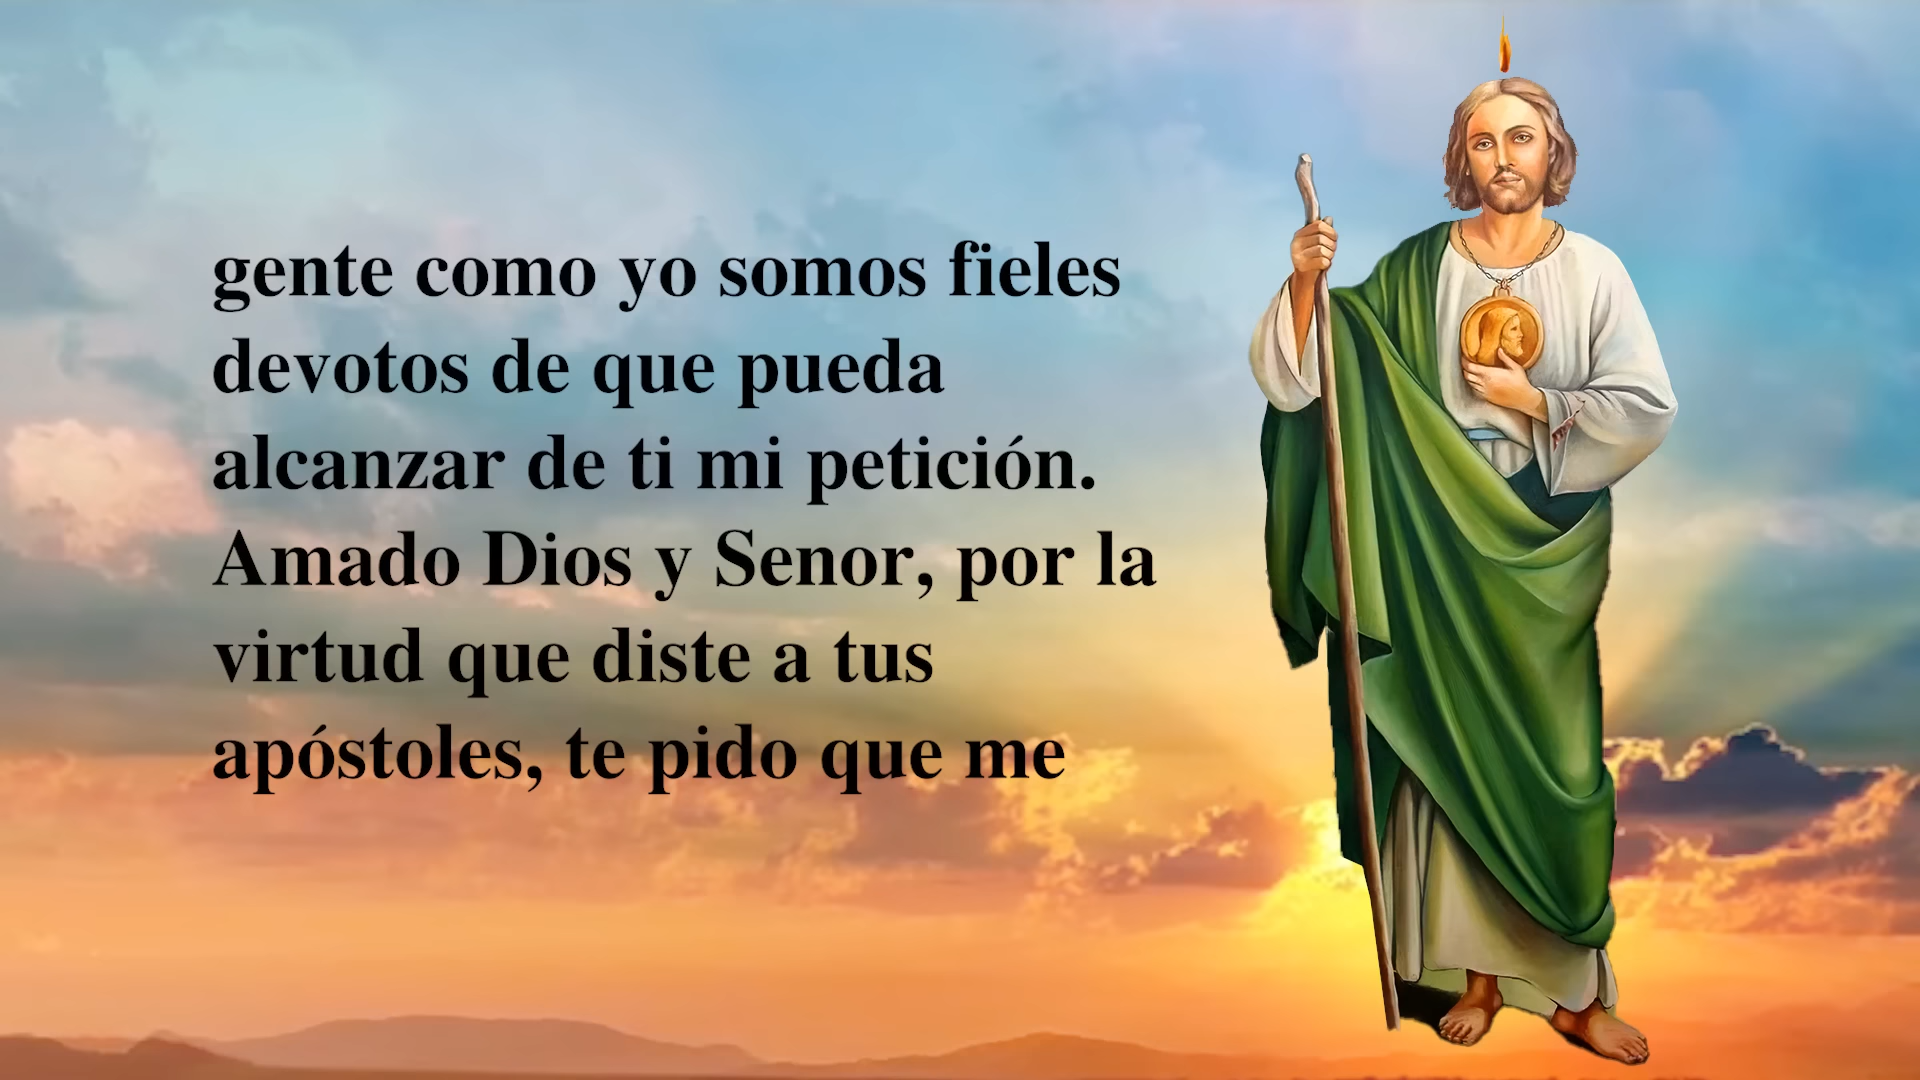 gente como yo somos fieles
devotos de que pueda
alcanzar de ti mi petición.
Amado Dios y Senor, por la
virtud que diste a tus
apóstoles, te pido que me